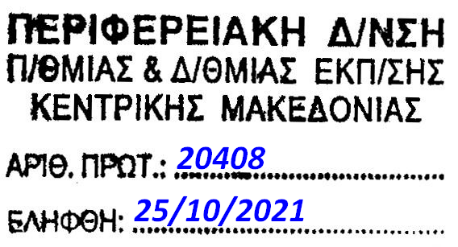 ΠΕΡΙΦΕΡΕΙΑΚΗ Δ/ΝΣΗ
Π/ΘΜΙΑΣ & Δ/ΘΜΙΑΣ ΕΚΠ/ΣΗΣ
ΚΕΝΤΡΙΚΗΣ ΜΑΚΕΔΟΝΙΑΣ
ΑΡΙΘ. ΠΡΩΤ.: 20408
ΕΛΗΦΘΗ: 25/10/2021